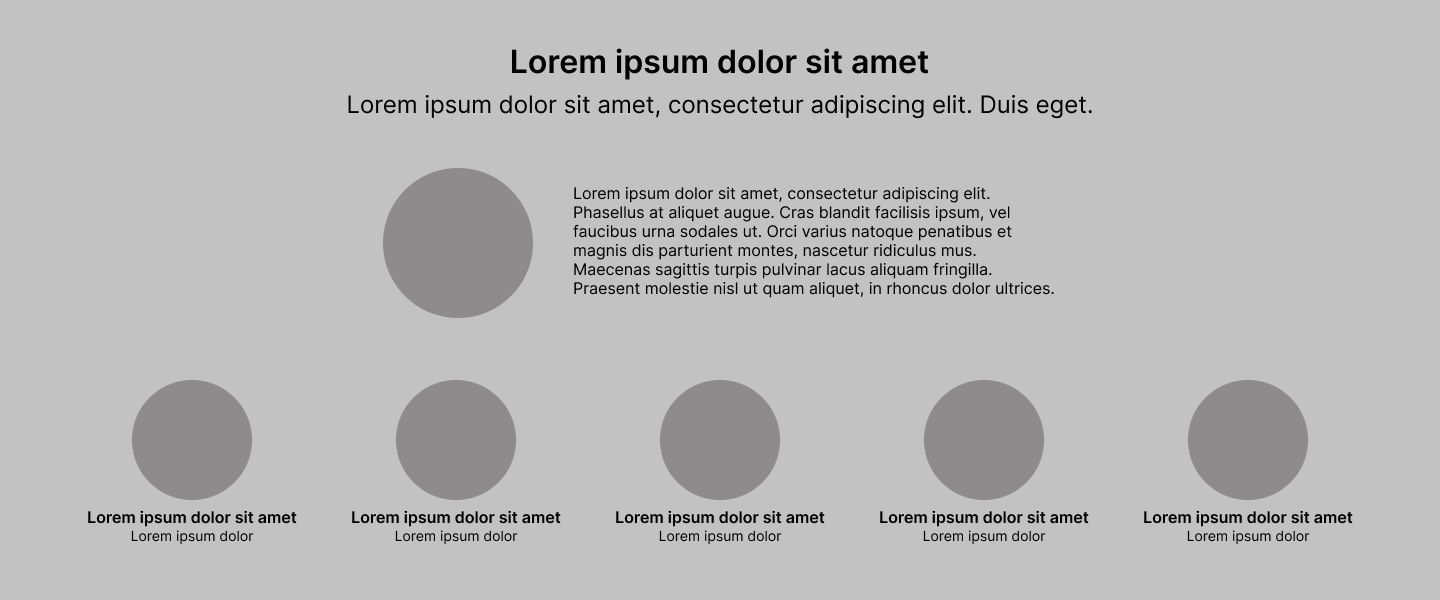 Lorem ipsum dolor sit amet
Lorem ipsum dolor sit amet, consectetur adipiscing elit. Duis eget.
Lorem ipsum dolor sit amet, consectetur adipiscing elit.
Phasellus at aliquet augue. Cras blandit facilisis ipsum, vel
faucibus urna sodales ut. Orci varius natoque penatibus et
magnis dis parturient montes, nascetur ridiculus mus.
Maecenas sagittis turpis pulvinar lacus aliquam fringilla.
Praesent molestie nisl ut quam aliquet, in rhoncus dolor ultrices.
Lorem ipsum dolor sit amet
Lorem ipsum dolor
Lorem ipsum dolor sit amet
Lorem ipsum dolor
Lorem ipsum dolor sit amet
Lorem ipsum dolor
Lorem ipsum dolor sit amet
Lorem ipsum dolor
Lorem ipsum dolor sit amet
Lorem ipsum dolor